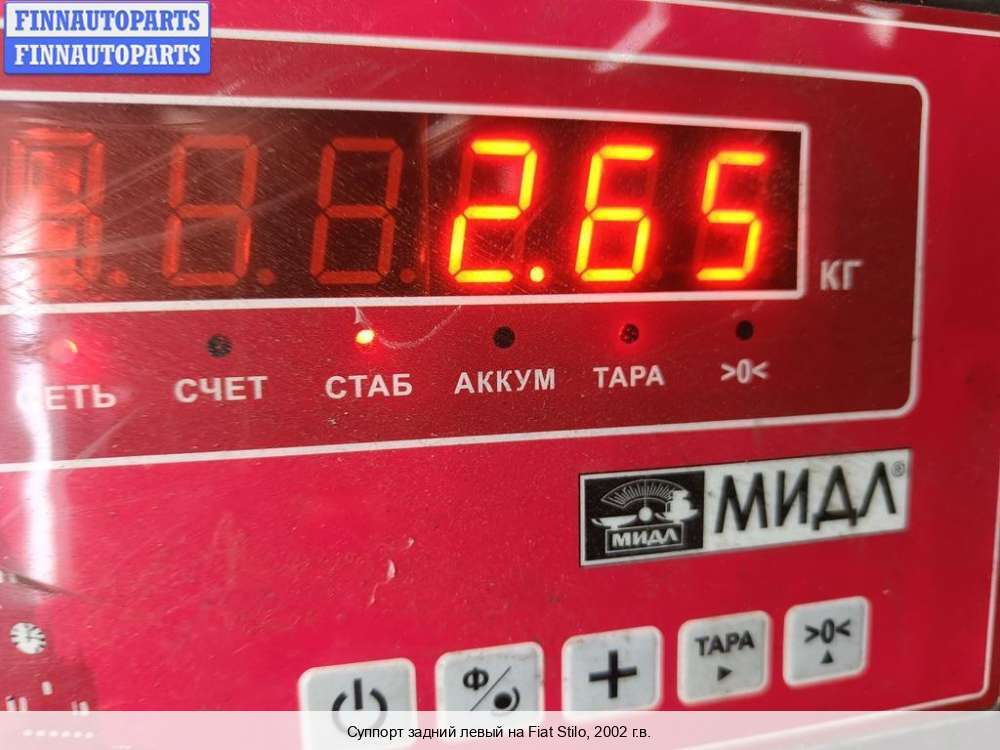 FINNAUTOPARTS
FINNAUTOPARTS
2.65
КГ
СЕТЬ СЧЕТ СТАБ АККУМ ТАРА >0<
МИДЛ МИДЛ®
Ф ТАРА >0<
Суппорт задний левый на Fiat Stilo, 2002 г.в.